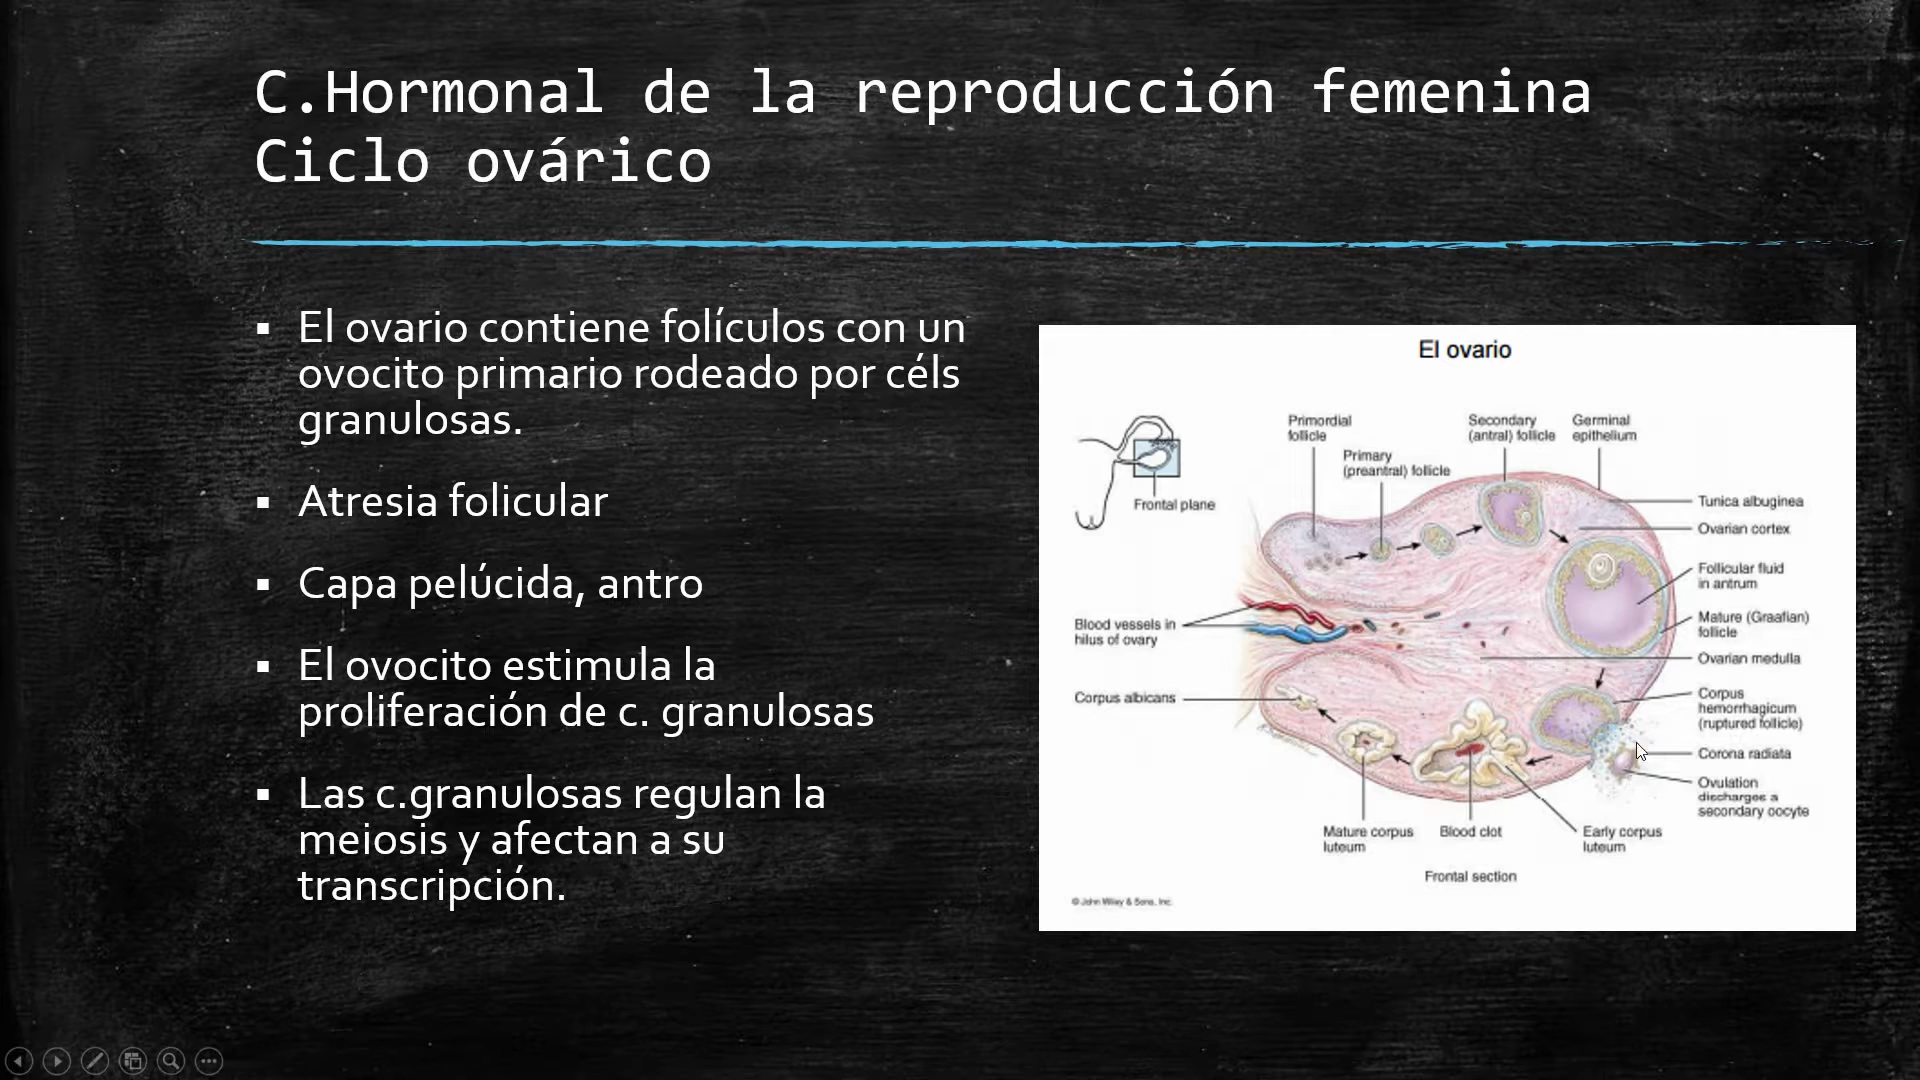 C.Hormonal de la reproducción femenina
Ciclo ovárico
▪ El ovario contiene folículos con un
ovocito primario rodeado por céls
granulosas.
▪ Atresia folicular
▪ Capa pelúcida, antro
▪ El ovocito estimula la
proliferación de c. granulosas
▪ Las c.granulosas regulan la
meiosis y afectan a su
transcripción.
El ovario
Primordial
follicle
Primary
(preantral) follicle
Secondary
(antral) follicle
Germinal
epithelium
Frontal plane
Tunica albuginea
Ovarian cortex
Follicular fluid
in antrum
Mature (Graafian)
follicle
Ovarian medulla
Corpus
hemorrhagicum
(ruptured follicle)
Corona radiata
Ovulation
discharges a
secondary oocyte
Blood vessels in
hilus of ovary
Corpus albicans
Mature corpus
luteum
Blood clot
Early corpus
luteum
Frontal section
© John Wiley & Sons, Inc.